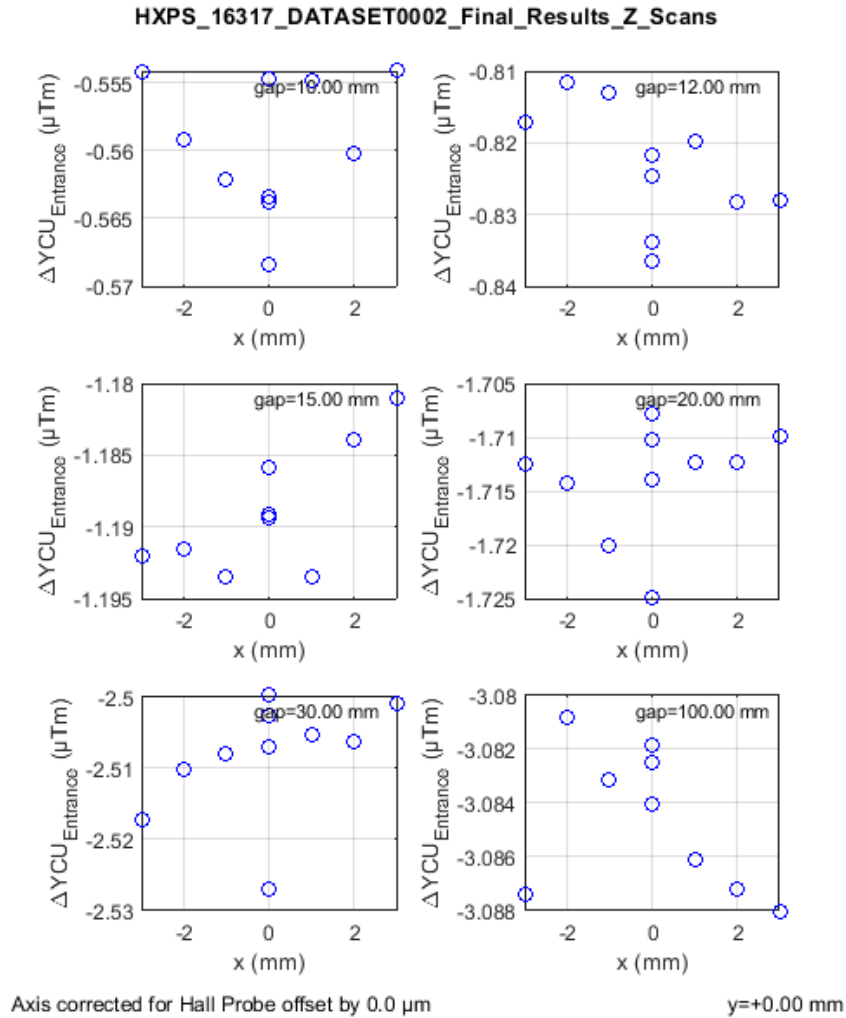 HXPS_16317_DATASET0002_Final_Results_Z_Scans
ΔYCU_Entrance (µTm)
-0.555
-0.56
-0.565
-0.57
gap=10.00 mm
-2 0 2
x (mm)
ΔYCU_Entrance (µTm)
-0.81
-0.82
-0.83
-0.84
gap=12.00 mm
-2 0 2
x (mm)
ΔYCU_Entrance (µTm)
-1.18
-1.185
-1.19
-1.195
gap=15.00 mm
-2 0 2
x (mm)
ΔYCU_Entrance (µTm)
-1.705
-1.71
-1.715
-1.72
-1.725
gap=20.00 mm
-2 0 2
x (mm)
ΔYCU_Entrance (µTm)
-2.5
-2.51
-2.52
-2.53
gap=30.00 mm
-2 0 2
x (mm)
ΔYCU_Entrance (µTm)
-3.08
-3.082
-3.084
-3.086
-3.088
gap=100.00 mm
-2 0 2
x (mm)
Axis corrected for Hall Probe offset by 0.0 µm
y=+0.00 mm